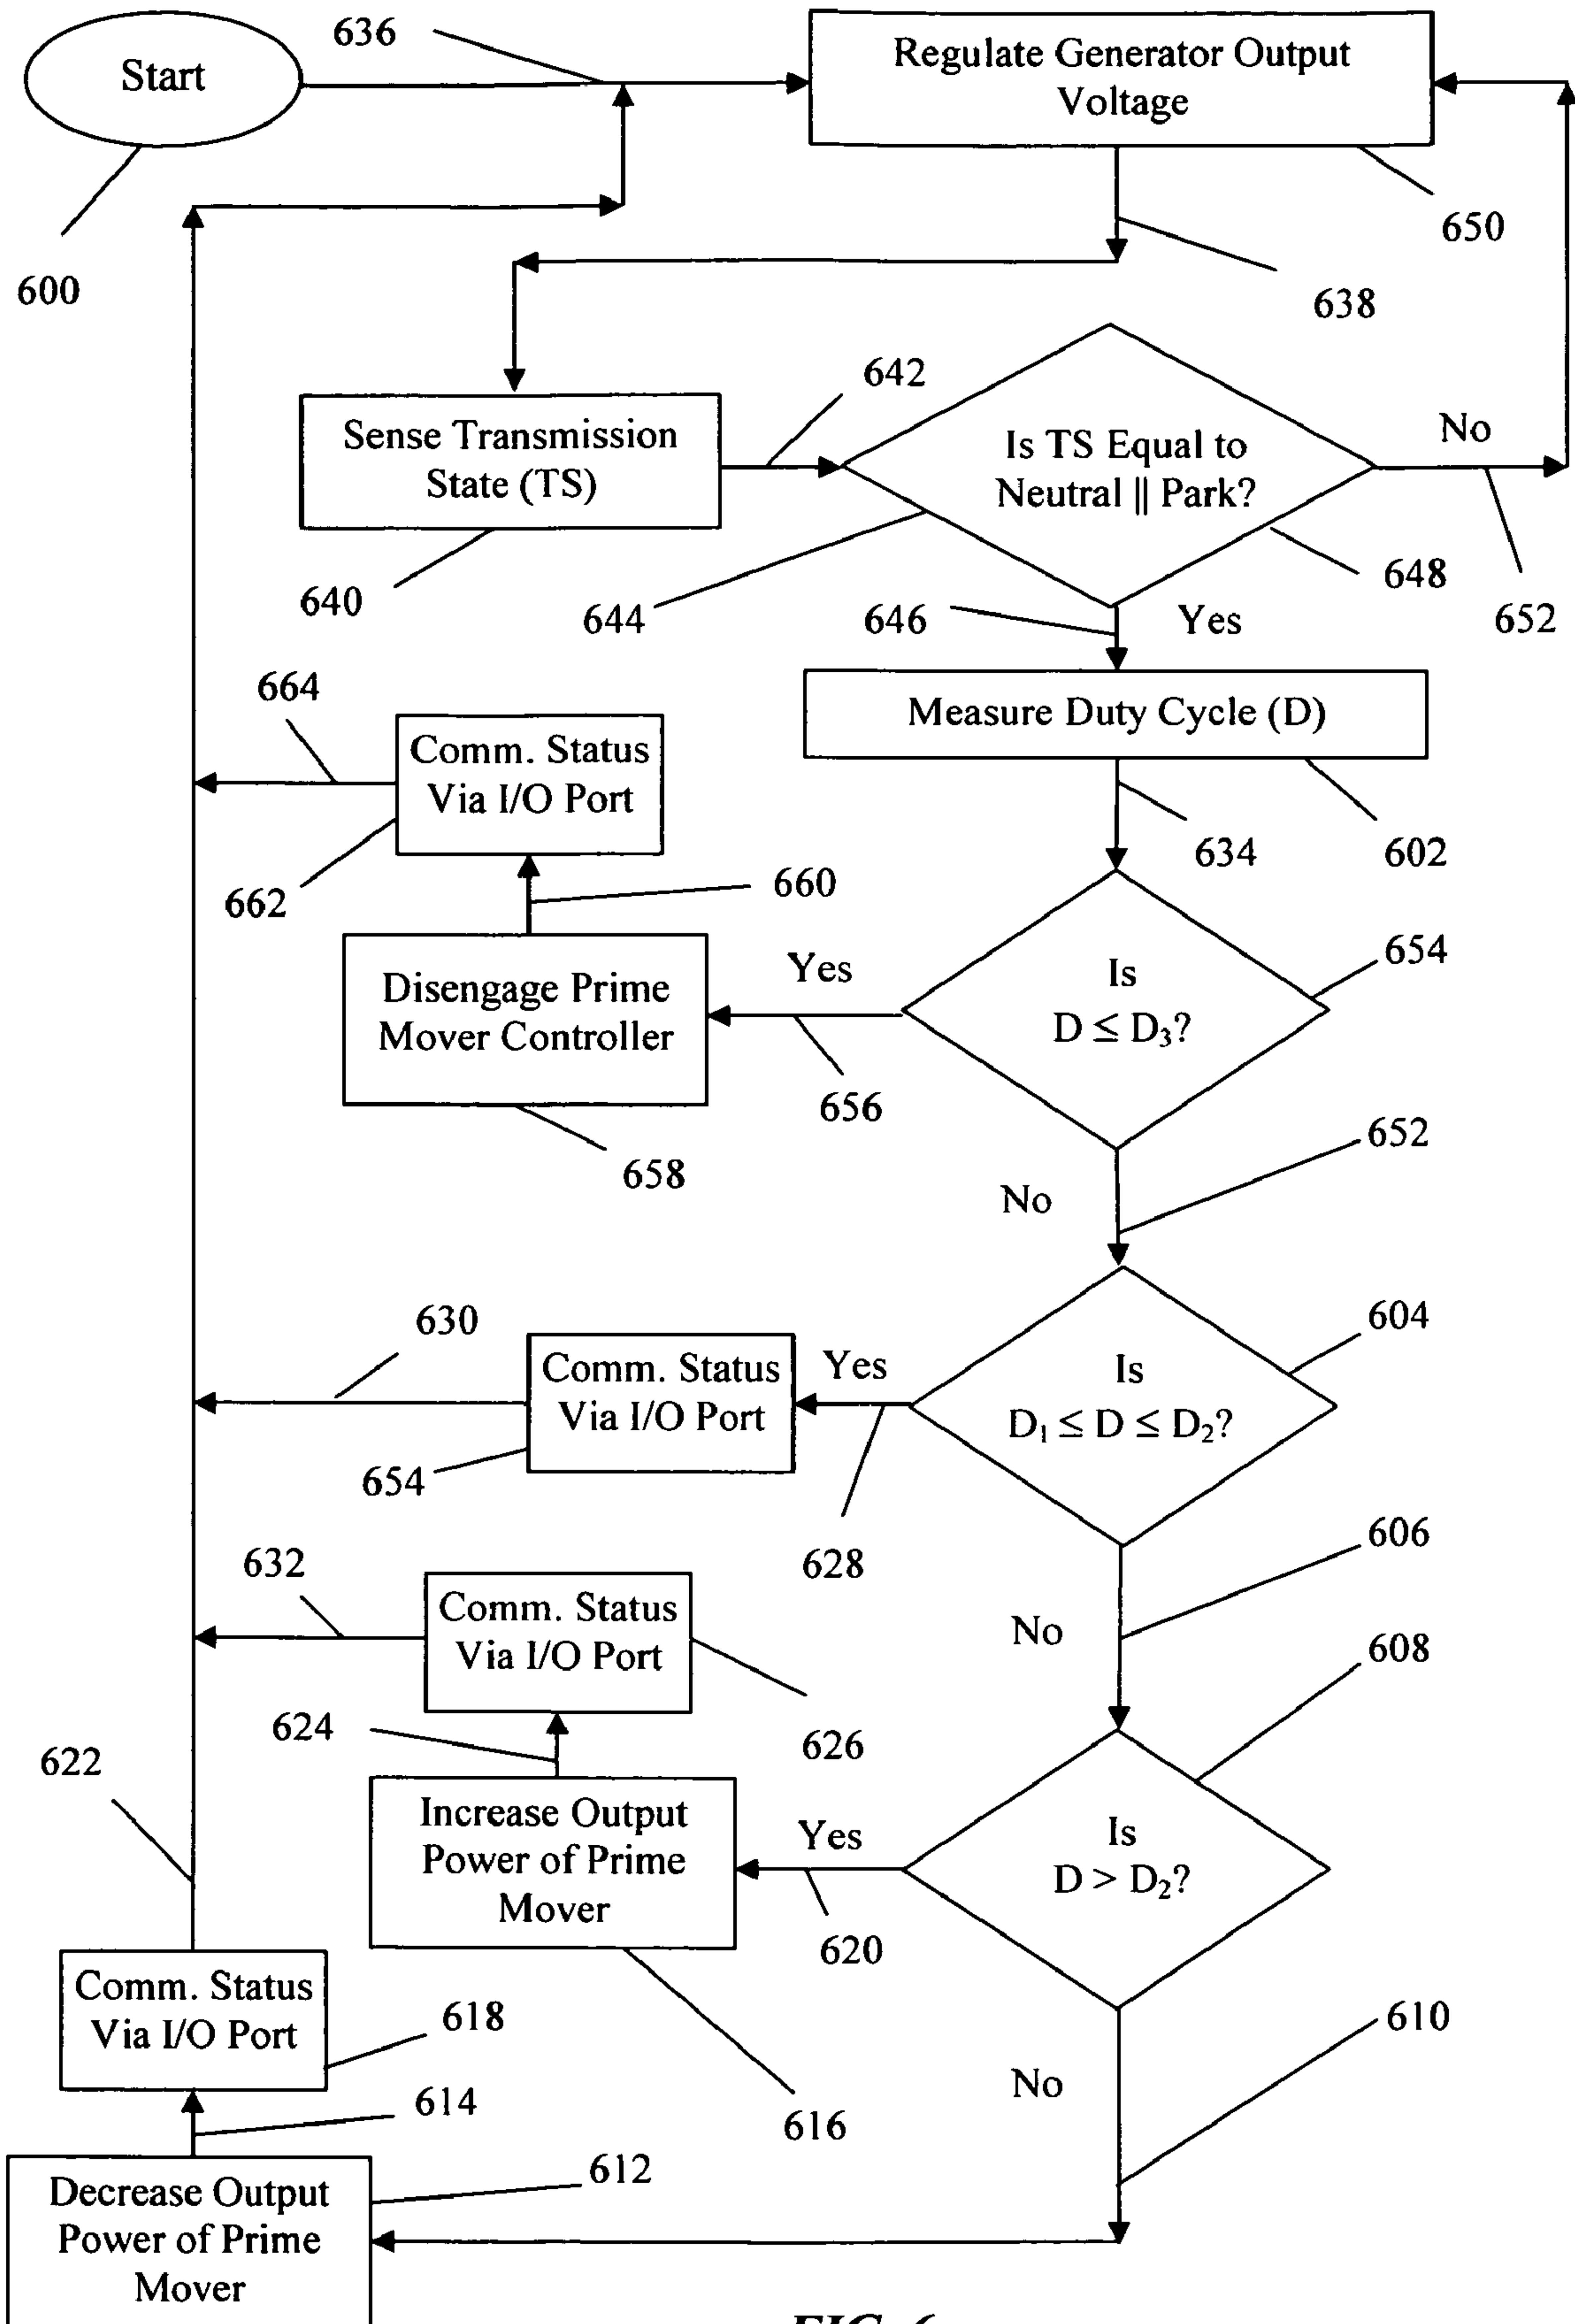 636
Start
Regulate Generator Output
Voltage
600
650
638
642
Sense Transmission
State (TS)
Is TS Equal to
Neutral || Park?
No
640
644
648
652
646
Yes
664
Comm. Status
Via I/O Port
Measure Duty Cycle (D)
662
634
602
660
Disengage Prime
Mover Controller
Yes
Is
D ≤ D₃?
654
656
658
652
No
630
Comm. Status
Via I/O Port
Yes
Is
D₁ ≤ D ≤ D₂?
604
654
628
606
632
Comm. Status
Via I/O Port
No
608
624
626
622
Increase Output
Power of Prime
Mover
Yes
Is
D > D₂?
620
Comm. Status
Via I/O Port
618
610
No
614
616
612
Decrease Output
Power of Prime
Mover
FIG. 6